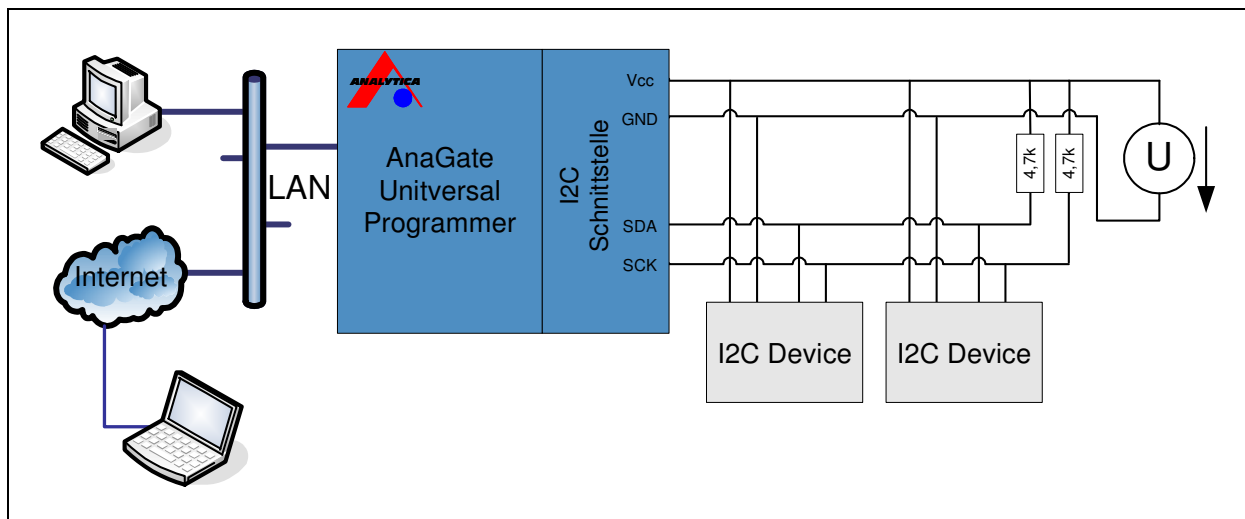 ANALYTICA
AnaGate
Unitversal
Programmer
I2C
Schnittstelle
Vcc
GND
SDA
SCK
LAN
Internet
4,7k
4,7k
U
I2C Device
I2C Device